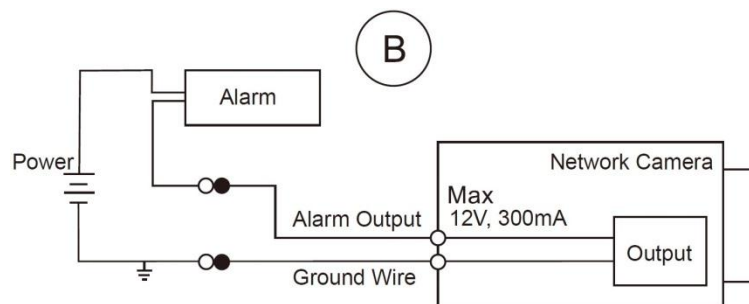 B
Alarm
Power
Network Camera
Max
12V, 300mA
Alarm Output
Output
Ground Wire